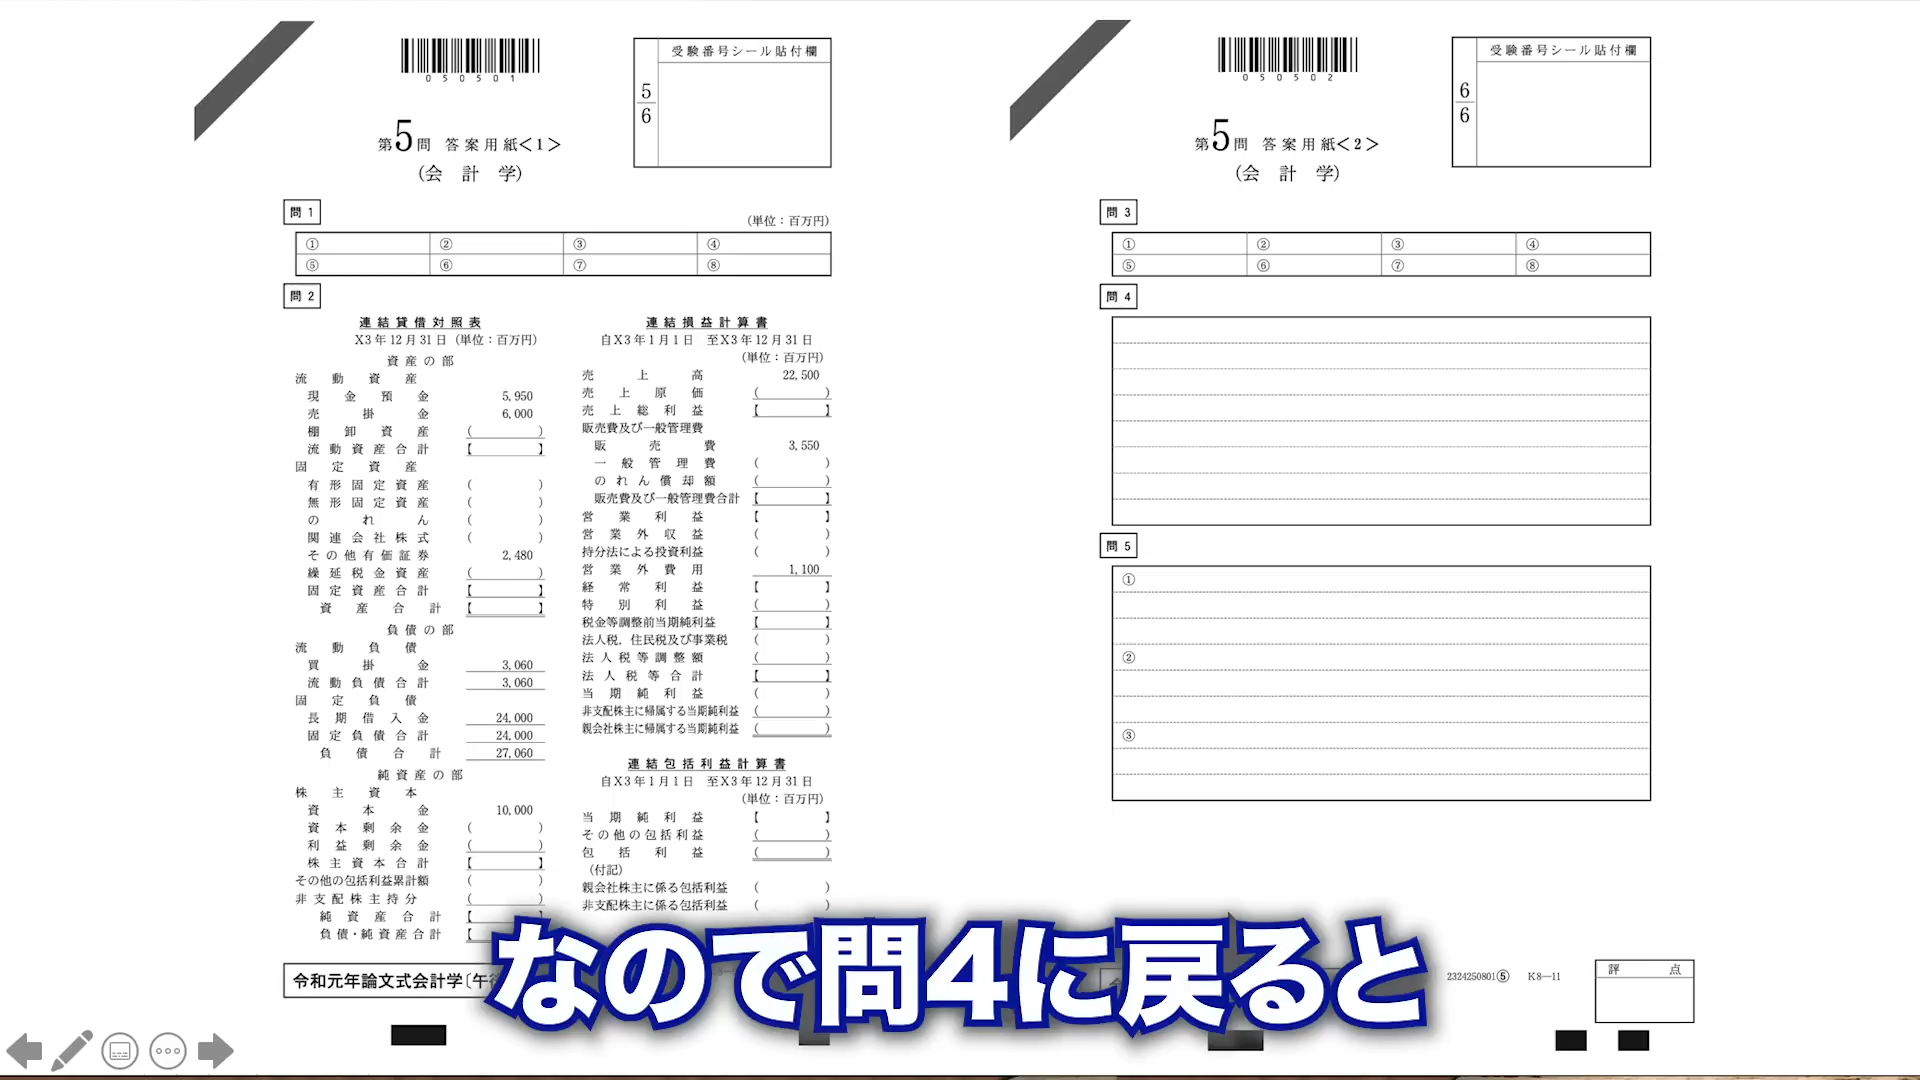 050501
受験番号シール貼付欄
5
6
第5問 答案用紙<1>
(会計学)
問 1
(単位:百万円)
① ② ③ ④
⑤ ⑥ ⑦ ⑧
問 2
連結貸借対照表
X3年12月31日(単位:百万円)
資産の部
流動資産
現金預金 5,950
売掛金 6,000
棚卸資産 ( )
流動資産合計 【 】
固定資産
有形固定資産 ( )
無形固定資産 ( )
のれん ( )
関連会社株式 ( )
その他有価証券 2,480
繰延税金資産 ( )
固定資産合計 【 】
資産合計 【 】
負債の部
流動負債
買掛金 3,060
流動負債合計 3,060
固定負債
長期借入金 24,000
固定負債合計 24,000
負債合計 27,060
純資産の部
株主資本
資本金 10,000
資本剰余金 ( )
利益剰余金 ( )
株主資本合計 【 】
その他の包括利益累計額 ( )
非支配株主持分 ( )
純資産合計 【 】
負債・純資産合計 【
連結損益計算書
自X3年1月1日 至X3年12月31日
(単位:百万円)
売上高 22,500
売上原価 ( )
売上総利益 【 】
販売費及び一般管理費
販売費 3,550
一般管理費 ( )
のれん償却額 ( )
販売費及び一般管理費合計 【 】
営業利益 【 】
営業外収益 ( )
持分法による投資利益 ( )
営業外費用 1,100
経常利益 【 】
特別利益 ( )
税金等調整前当期純利益 【 】
法人税,住民税及び事業税 ( )
法人税等調整額 ( )
法人税等合計 【 】
当期純利益 ( )
非支配株主に帰属する当期純利益 ( )
親会社株主に帰属する当期純利益 ( )
連結包括利益計算書
自X3年1月1日 至X3年12月31日
(単位:百万円)
当期純利益 【 】
その他の包括利益 ( )
包括利益 ( )
(付記)
親会社株主に係る包括利益 ( )
非支配株主に係る包括利益 ( )
令和元年論文式会計学〔午
050502
受験番号シール貼付欄
6
6
第5問 答案用紙<2>
(会計学)
問 3
① ② ③ ④
⑤ ⑥ ⑦ ⑧
問 4
問 5
①
②
③
2324250801⑤ K8―11
評点
なので問4に戻ると